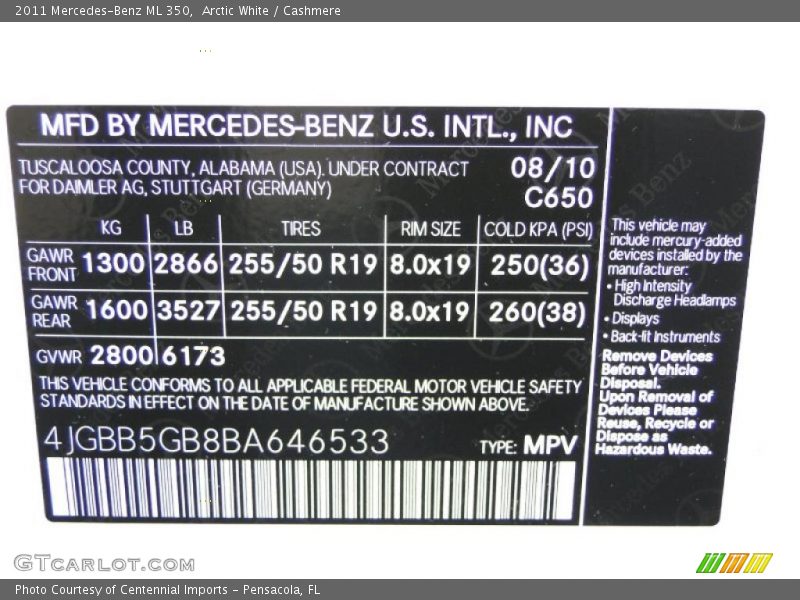 2011 Mercedes-Benz ML 350,  Arctic White / Cashmere
MFD BY MERCEDES-BENZ U.S. INTL., INC
TUSCALOOSA COUNTY, ALABAMA (USA). UNDER CONTRACT
FOR DAIMLER AG, STUTTGART (GERMANY)
08/10
C650
KG LB TIRES RIM SIZE COLD KPA (PSI)
GAWR FRONT 1300 2866 255/50 R19 8.0x19 250(36)
GAWR REAR 1600 3527 255/50 R19 8.0x19 260(38)
GVWR 2800 6173
THIS VEHICLE CONFORMS TO ALL APPLICABLE FEDERAL MOTOR VEHICLE SAFETY
STANDARDS IN EFFECT ON THE DATE OF MANUFACTURE SHOWN ABOVE.
4JGBB5GB8BA646533
TYPE: MPV
This vehicle may
include mercury-added
devices installed by the
manufacturer:
• High Intensity
Discharge Headlamps
• Displays
• Back-lit Instruments
Remove Devices
Before Vehicle
Disposal.
Upon Removal of
Devices Please
Reuse, Recycle or
Dispose as
Hazardous Waste.
GTCARLOT.COM
Photo Courtesy of Centennial Imports - Pensacola, FL